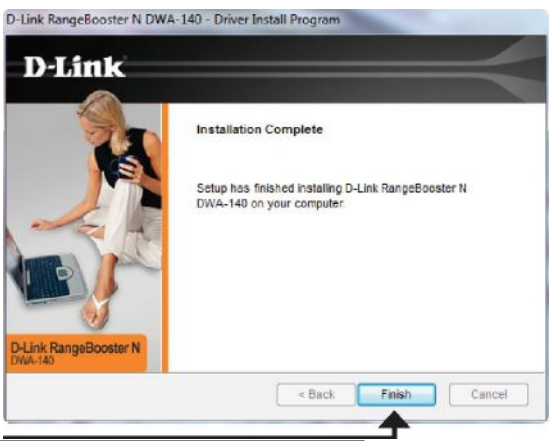 D-Link RangeBooster N DWA-140 - Driver Install Program
D-Link
Installation Complete
Setup has finished installing D-Link RangeBooster N
DWA-140 on your computer.
D-Link RangeBooster N
DWA-140
< Back
Finish
Cancel